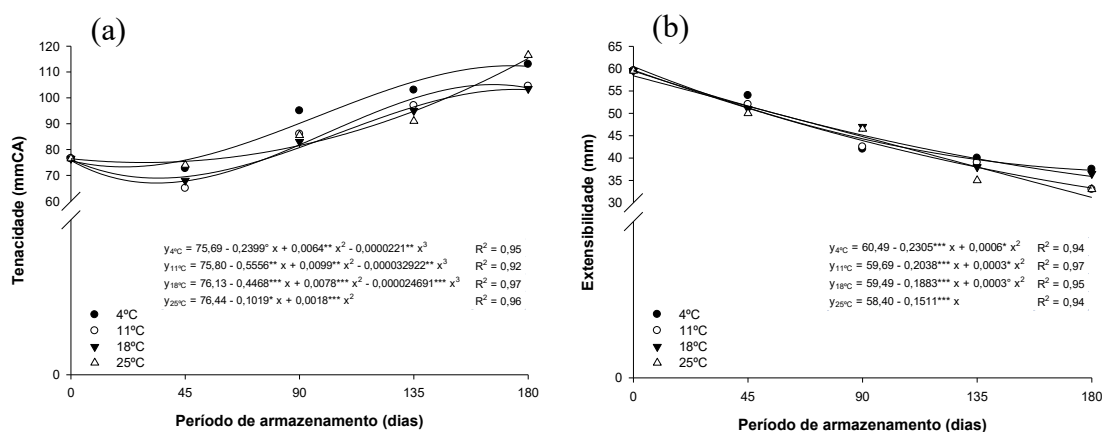 (a)
120
110
100
90
80
70
60
0
Tenacidade (mmCA)
y4ºC = 75,69 - 0,2399° x + 0,0064** x² - 0,0000221** x³ R² = 0,95
y11ºC = 75,80 - 0,5556** x + 0,0099** x² - 0,000032922** x³ R² = 0,92
y18ºC = 76,13 - 0,4468*** x + 0,0078*** x² - 0,000024691*** x³ R² = 0,97
y25ºC = 76,44 - 0,1019* x + 0,0018*** x² R² = 0,96
4ºC
11ºC
18ºC
25ºC
0 45 90 135 180
Período de armazenamento (dias)
(b)
65
60
55
50
45
40
35
30
0
Extensibilidade (mm)
y4ºC = 60,49 - 0,2305*** x + 0,0006* x² R² = 0,94
y11ºC = 59,69 - 0,2038*** x + 0,0003* x² R² = 0,97
y18ºC = 59,49 - 0,1883*** x + 0,0003° x² R² = 0,95
y25ºC = 58,40 - 0,1511*** x R² = 0,94
4ºC
11ºC
18ºC
25ºC
0 45 90 135 180
Período de armazenamento (dias)